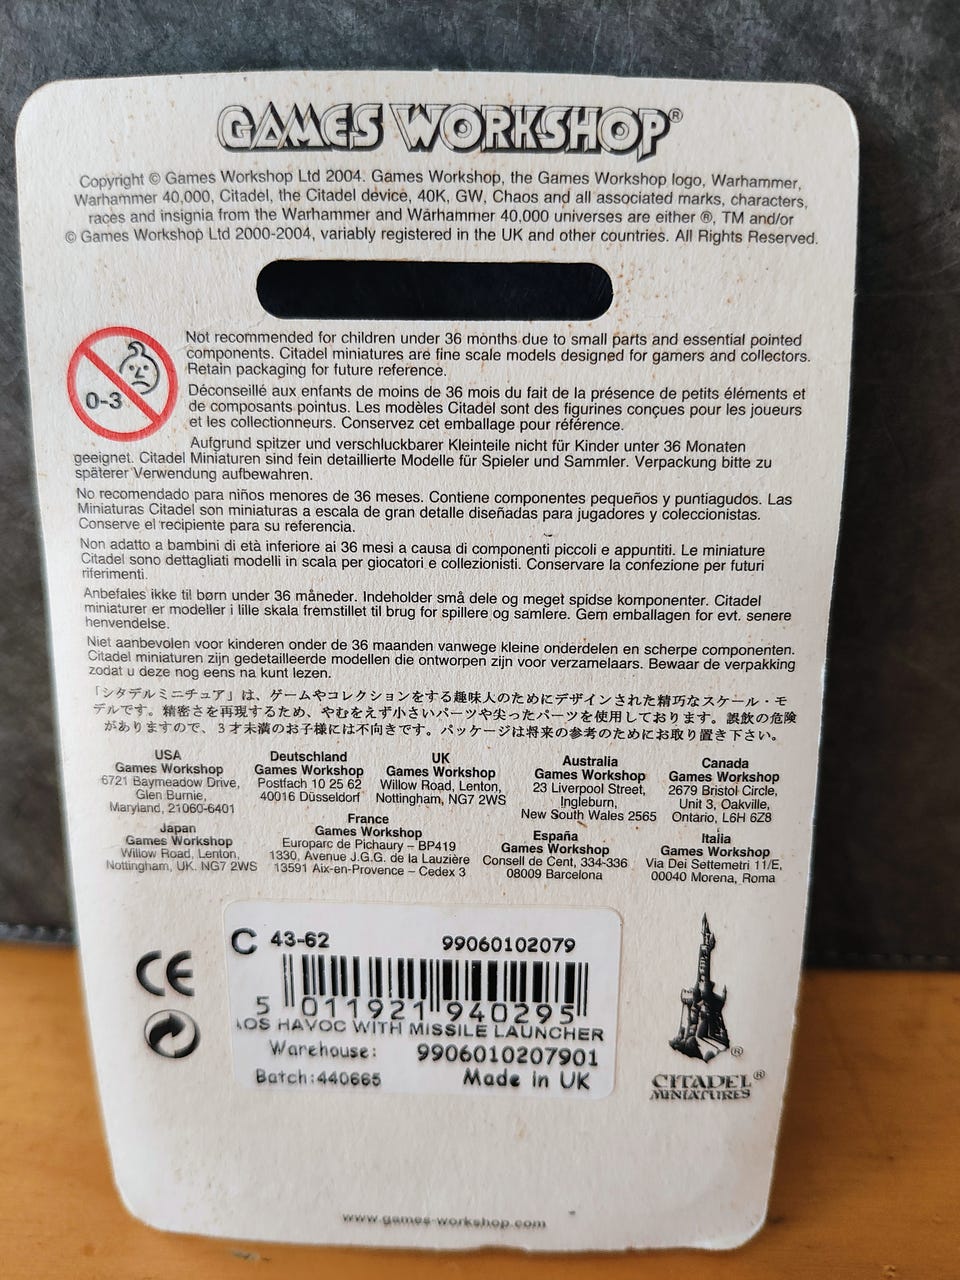 GAMES WORKSHOP®
Copyright © Games Workshop Ltd 2004. Games Workshop, the Games Workshop logo, Warhammer,
Warhammer 40,000, Citadel, the Citadel device, 40K, GW, Chaos and all associated marks, characters,
races and insignia from the Warhammer and Warhammer 40,000 universes are either ®, TM and/or
© Games Workshop Ltd 2000-2004, variably registered in the UK and other countries. All Rights Reserved.
0-3
Not recommended for children under 36 months due to small parts and essential pointed
components. Citadel miniatures are fine scale models designed for gamers and collectors.
Retain packaging for future reference.
Déconseillé aux enfants de moins de 36 mois du fait de la présence de petits éléments et
de composants pointus. Les modèles Citadel sont des figurines conçues pour les joueurs
et les collectionneurs. Conservez cet emballage pour référence.
Aufgrund spitzer und verschluckbarer Kleinteile nicht für Kinder unter 36 Monaten
geeignet. Citadel Miniaturen sind fein detaillierte Modelle für Spieler und Sammler. Verpackung bitte zu
späterer Verwendung aufbewahren.
No recomendado para niños menores de 36 meses. Contiene componentes pequeños y puntiagudos. Las
Miniaturas Citadel son miniaturas a escala de gran detalle diseñadas para jugadores y coleccionistas.
Conserve el recipiente para su referencia.
Non adatto a bambini di età inferiore ai 36 mesi a causa di componenti piccoli e appuntiti. Le miniature
Citadel sono dettagliati modelli in scala per giocatori e collezionisti. Conservare la confezione per futuri
riferimenti.
Anbefales ikke til børn under 36 måneder. Indeholder små dele og meget spidse komponenter. Citadel
miniaturer er modeller i lille skala fremstillet til brug for spillere og samlere. Gem emballagen for evt. senere
henvendelse.
Niet aanbevolen voor kinderen onder de 36 maanden vanwege kleine onderdelen en scherpe componenten.
Citadel miniaturen zijn gedetailleerde modellen die ontworpen zijn voor verzamelaars. Bewaar de verpakking
zodat u deze nog eens na kunt lezen.
「シタデルミニチュア」は、ゲームやコレクションをする趣味人のためにデザインされた精巧なスケール・モ
デルです。精密さを再現するため、やむをえず小さいパーツや尖ったパーツを使用しております。誤飲の危険
がありますので、3才未満のお子様には不向きです。パッケージは将来の参考のためにお取り置き下さい。
USA
Games Workshop
6721 Baymeadow Drive,
Glen Burnie,
Maryland, 21060-6401
Deutschland
Games Workshop
Postfach 10 25 62
40016 Düsseldorf
UK
Games Workshop
Willow Road, Lenton,
Nottingham, NG7 2WS
Australia
Games Workshop
23 Liverpool Street,
Ingleburn,
New South Wales 2565
Canada
Games Workshop
2679 Bristol Circle,
Unit 3, Oakville,
Ontario, L6H 6Z8
Japan
Games Workshop
Willow Road, Lenton,
Nottingham, UK. NG7 2WS
France
Games Workshop
Europarc de Pichaury – BP419
1330, Avenue J.G.G. de la Lauzière
13591 Aix-en-Provence – Cedex 3
España
Games Workshop
Consell de Cent, 334-336
08009 Barcelona
Italia
Games Workshop
Via Dei Settemetri 11/E,
00040 Morena, Roma
CE
C 43-62 99060102079
5 011921 940295
AOS HAVOC WITH MISSILE LAUNCHER
Warehouse: 9906010207901
Batch:440665 Made in UK
®
CITADEL®
MINIATURES
www.games-workshop.com